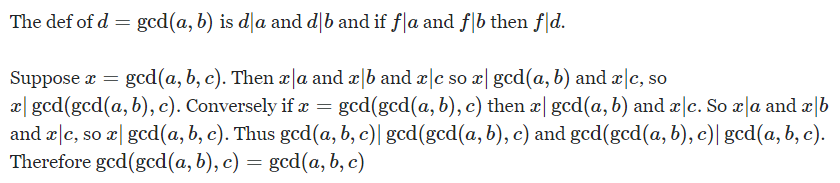 The def of d = gcd(a, b) is d|a and d|b and if f|a and f|b then f|d.
Suppose x = gcd(a, b, c). Then x|a and x|b and x|c so x| gcd(a, b) and x|c, so
x| gcd(gcd(a, b), c). Conversely if x = gcd(gcd(a, b), c) then x| gcd(a, b) and x|c. So x|a and x|b
and x|c, so x| gcd(a, b, c). Thus gcd(a, b, c)| gcd(gcd(a, b), c) and gcd(gcd(a, b), c)| gcd(a, b, c).
Therefore gcd(gcd(a, b), c) = gcd(a, b, c)